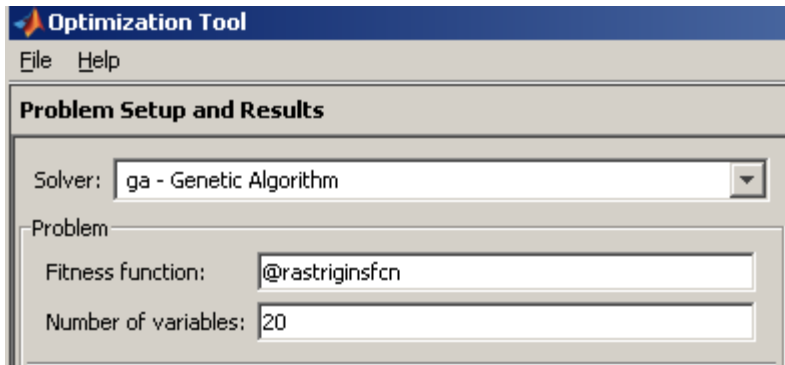 Optimization Tool
File Help
Problem Setup and Results
Solver: ga - Genetic Algorithm
Problem
Fitness function: @rastriginsfcn
Number of variables: 20